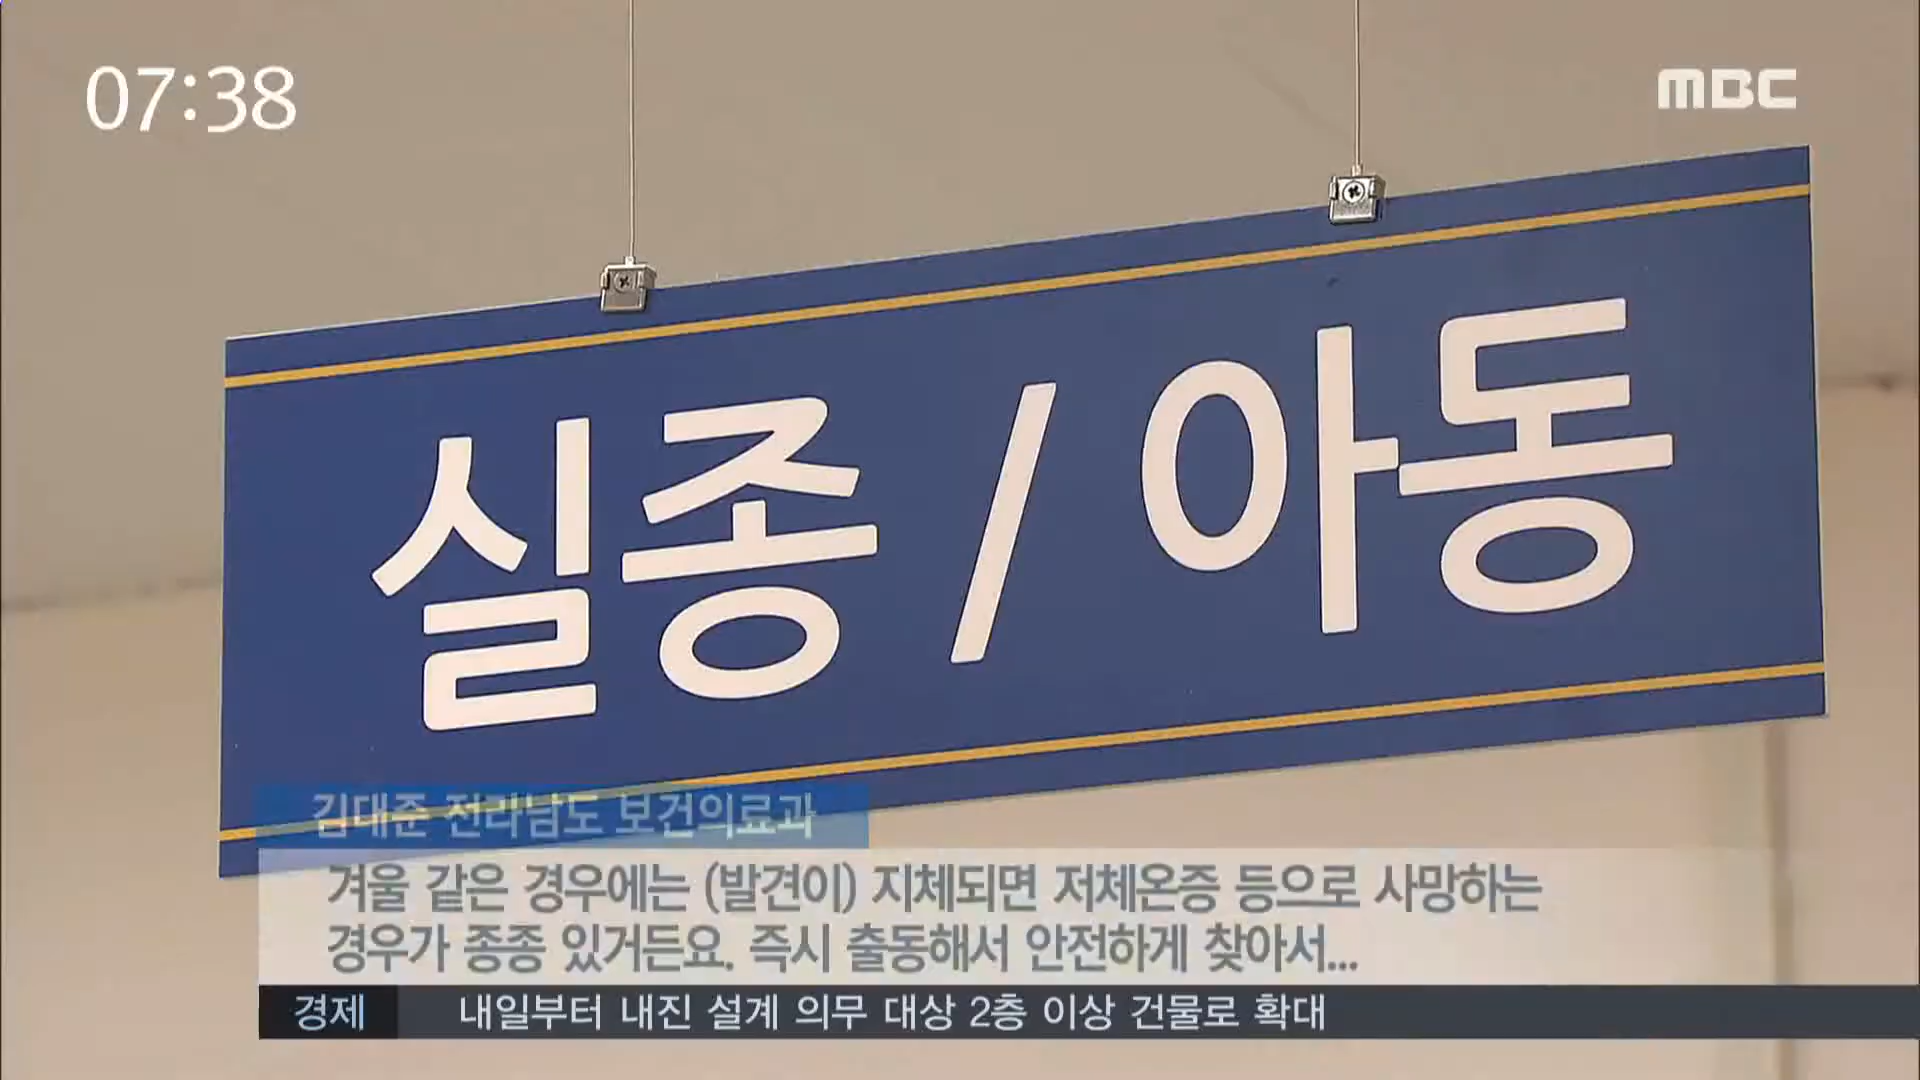 07:38
MBC
실종 / 아동
김대준 전라남도 보건의료과
겨울 같은 경우에는 (발견이) 지체되면 저체온증 등으로 사망하는
경우가 종종 있거든요. 즉시 출동해서 안전하게 찾아서...
경제 내일부터 내진 설계 의무 대상 2층 이상 건물로 확대